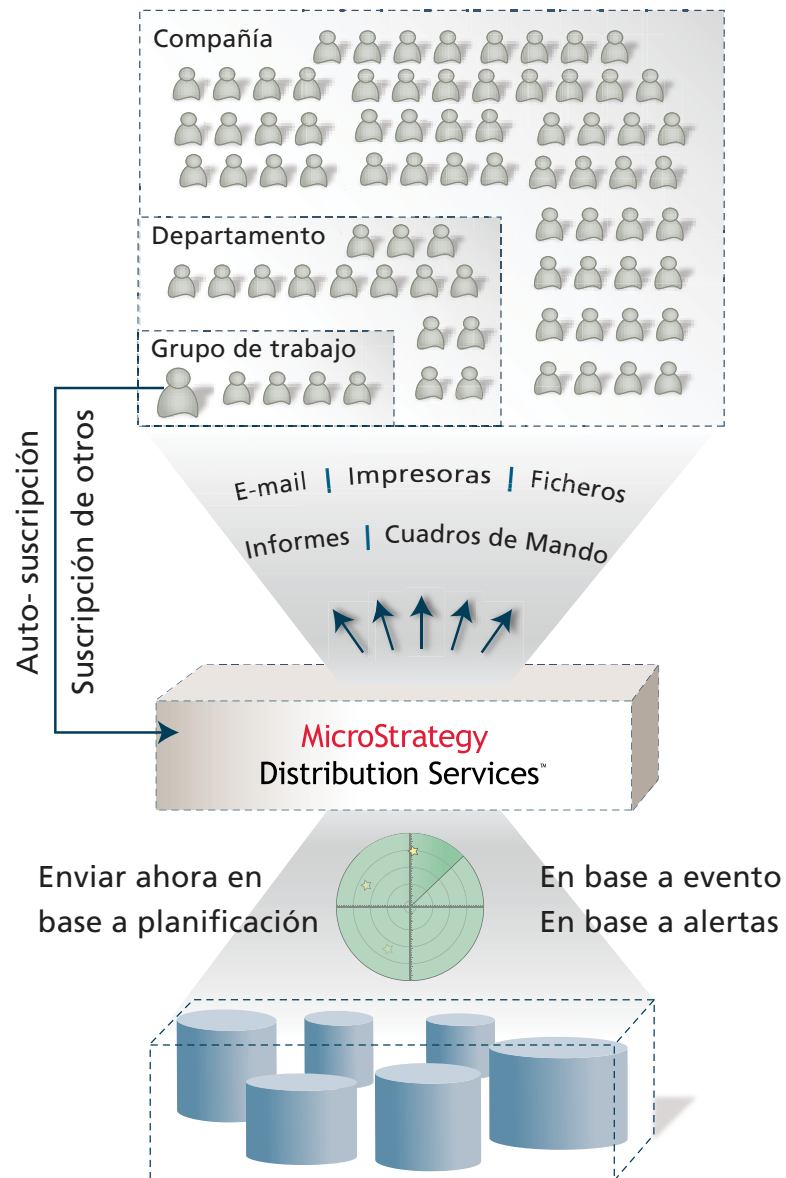 Compañía
Departamento
Grupo de trabajo
Auto- suscripción
Suscripción de otros
E-mail | Impresoras | Ficheros
Informes | Cuadros de Mando
MicroStrategy
Distribution Services™
Enviar ahora en
base a planificación
En base a evento
En base a alertas